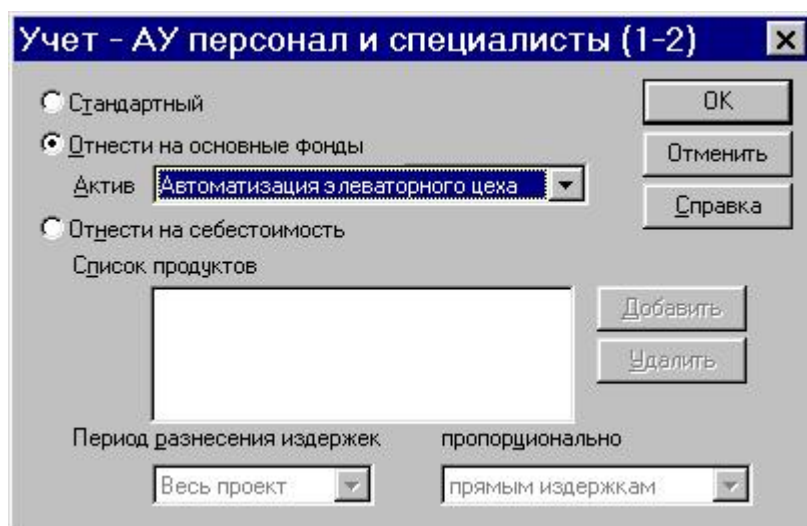 Учет - АУ персонал и специалисты (1-2)
Стандартный
OK
Отнести на основные фонды
Отменить
Актив
Автоматизация элеваторного цеха
Справка
Отнести на себестоимость
Список продуктов
Добавить
Удалить
Период разнесения издержек
пропорционально
Весь проект
прямым издержкам